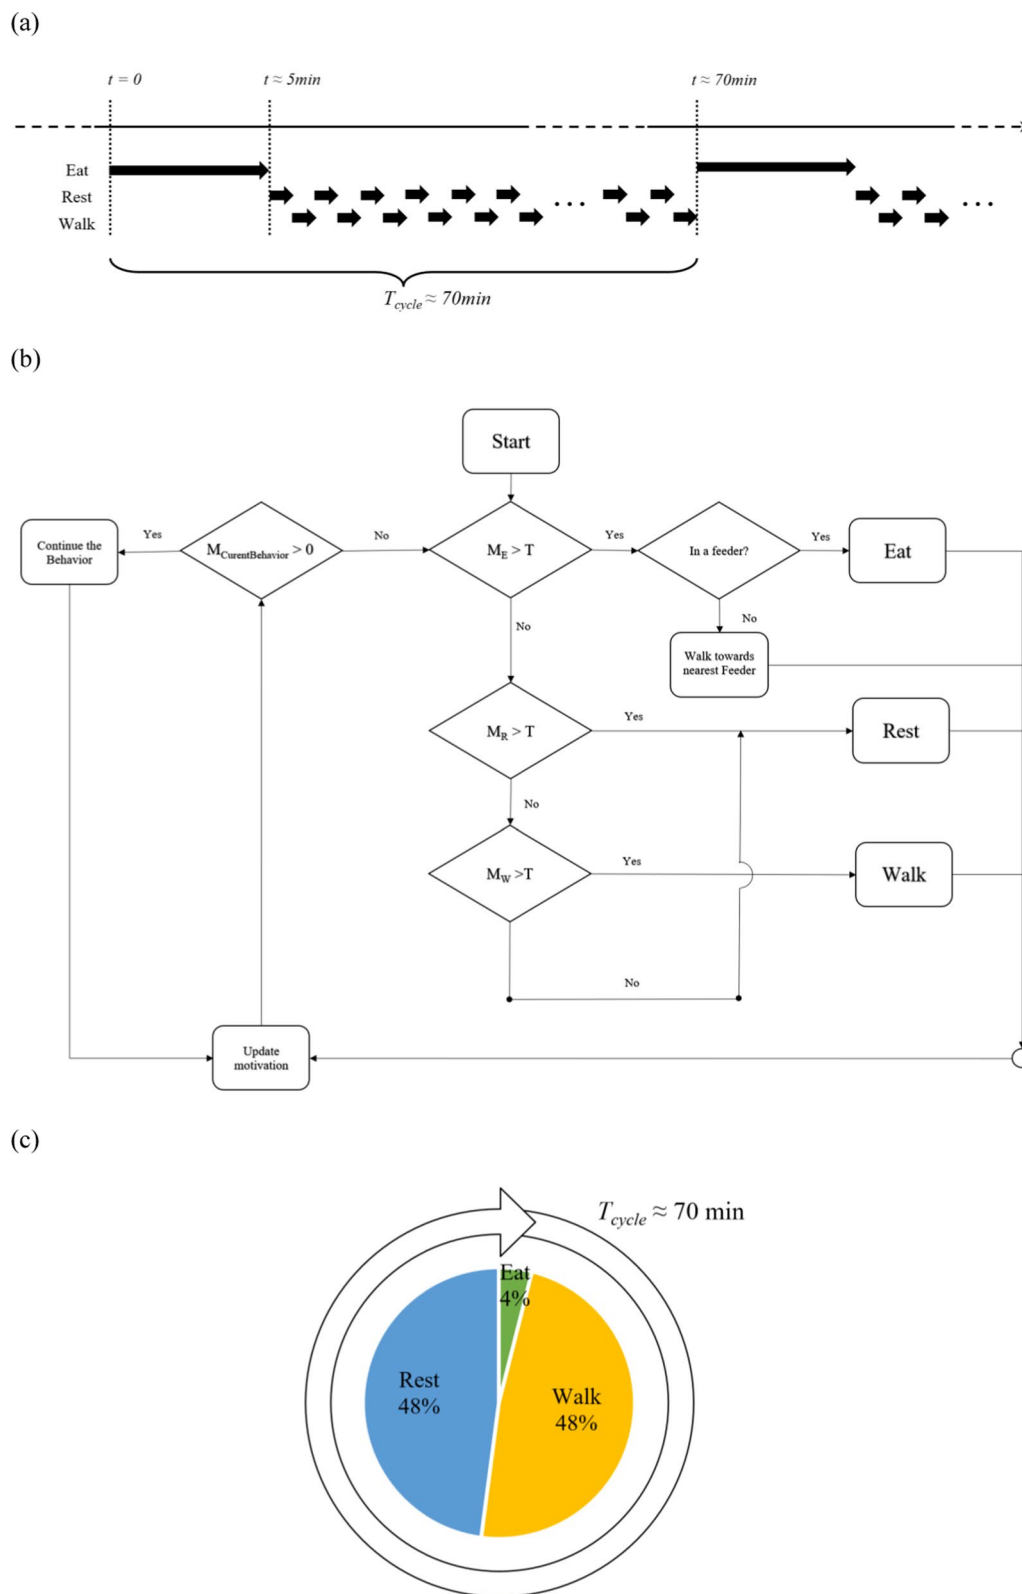 (a)
t = 0
t ≈ 5min
t ≈ 70min
Eat
Rest
Walk
. . .
. . .
T_cycle ≈ 70min
(b)
Start
Continue the
Behavior
Yes
M_CurentBehavior > 0
No
M_E > T
Yes
In a feeder?
Yes
Eat
No
No
Walk towards
nearest Feeder
M_R > T
Yes
Rest
No
M_W >T
Yes
Walk
No
Update
motivation
(c)
T_cycle ≈ 70 min
Eat
4%
Rest
48%
Walk
48%